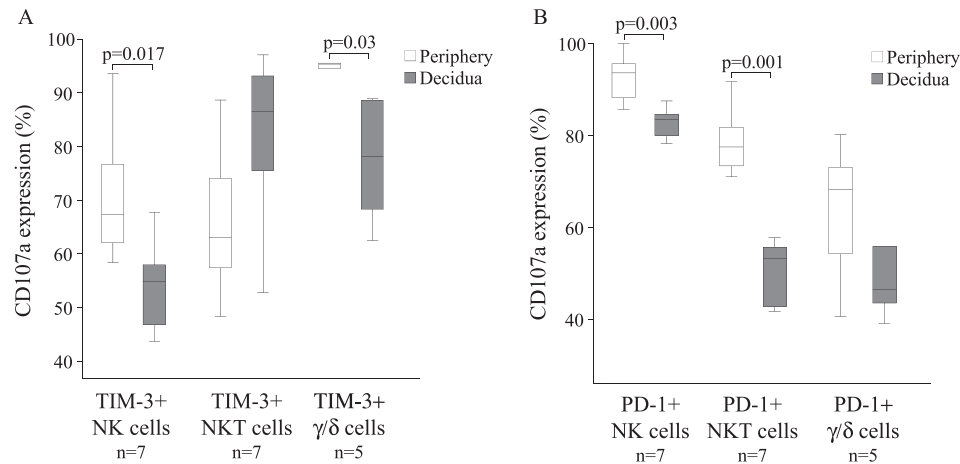 A
CD107a expression (%)
100
90
80
70
60
50
40
p=0.017
p=0.03
Periphery
Decidua
TIM-3+
NK cells
n=7
TIM-3+
NKT cells
n=7
TIM-3+
γ/δ cells
n=5
B
CD107a expression (%)
100
80
60
40
p=0.003
p=0.001
Periphery
Decidua
PD-1+
NK cells
n=7
PD-1+
NKT cells
n=7
PD-1+
γ/δ cells
n=5